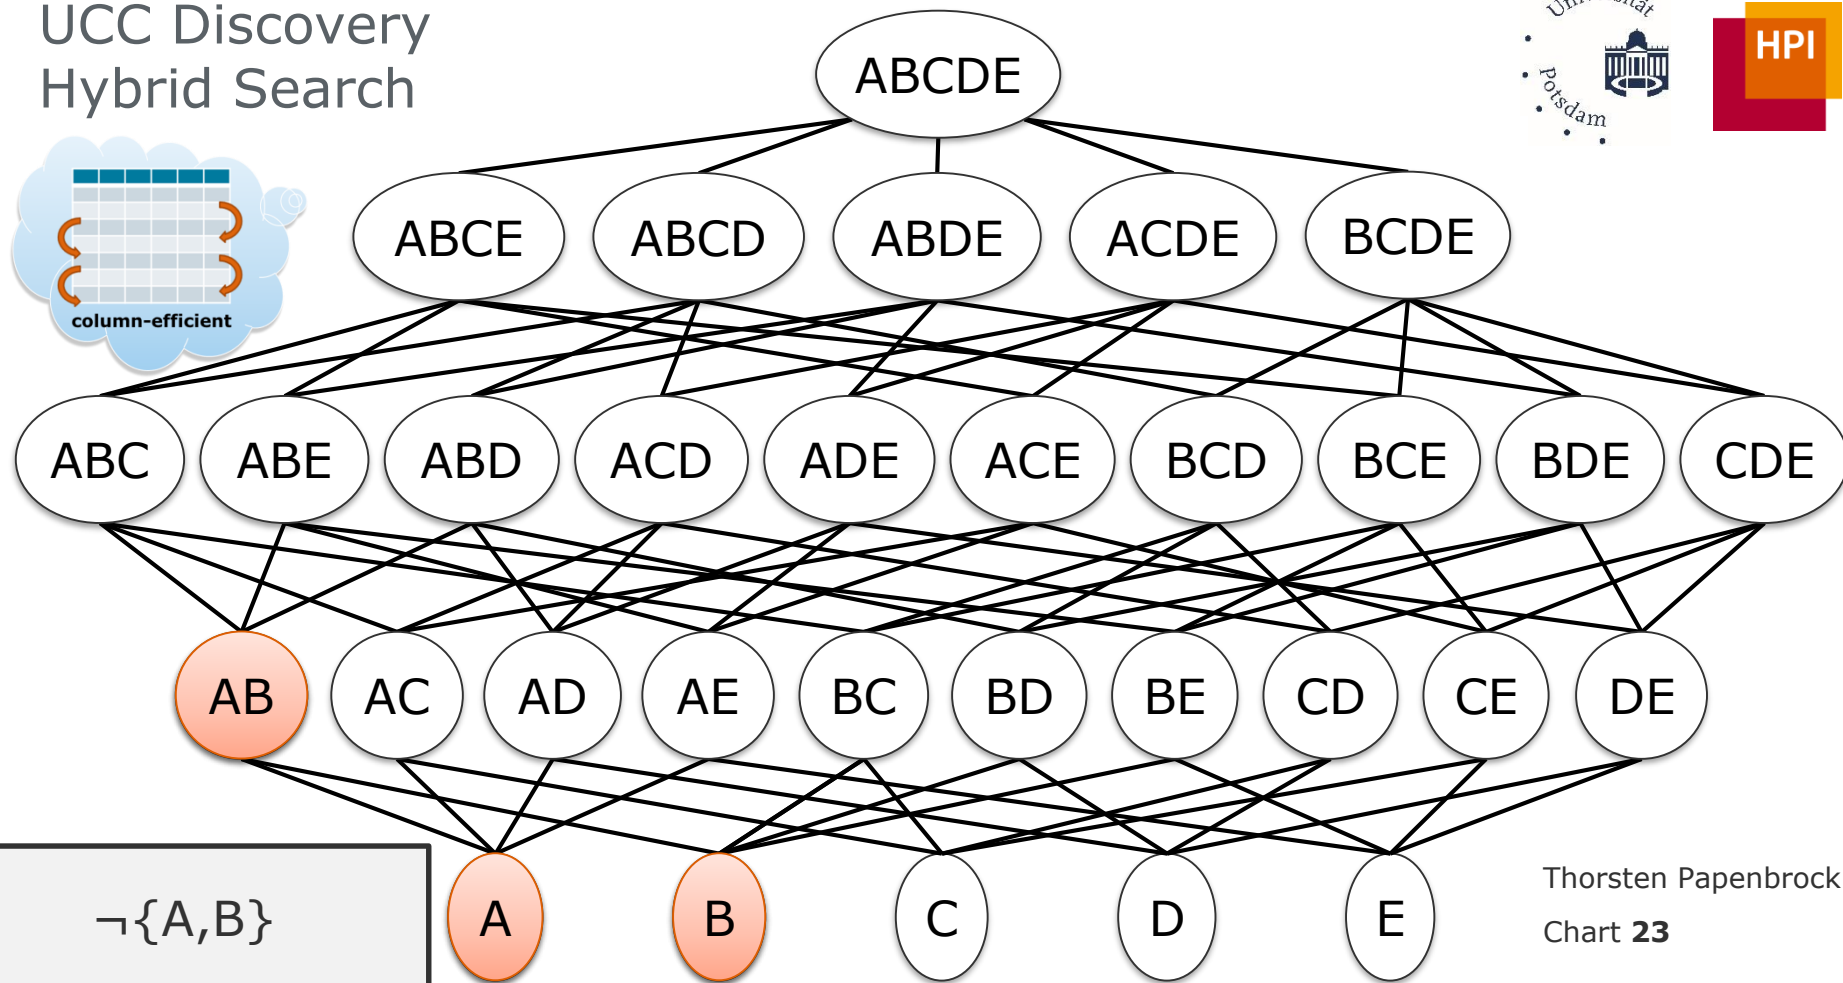 UCC Discovery
Hybrid Search
Potsdam
HPI
column-efficient
ABCDE
ABCE ABCD ABDE ACDE BCDE
ABC ABE ABD ACD ADE ACE BCD BCE BDE CDE
AB AC AD AE BC BD BE CD CE DE
A B C D E
¬{A,B}
Thorsten Papenbrock
Chart 23